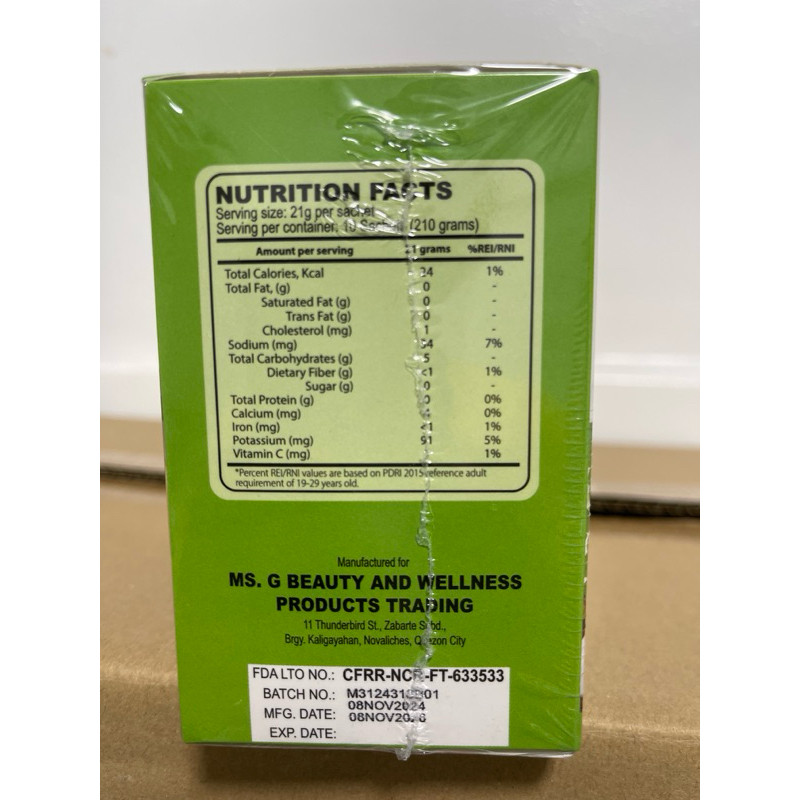 NUTRITION FACTS
Serving size: 21g per sachet
Serving per container: 10 (210 grams)
Amount per serving grams %REI/RNI
Total Calories, Kcal 1%
Total Fat, (g) 0 -
Saturated Fat (g) 0 -
Trans Fat (g) 0 -
Cholesterol (mg) 1 -
Sodium (mg) 7%
Total Carbohydrates (g) 5 -
Dietary Fiber (g) <1 1%
Sugar (g) 0 -
Total Protein (g) 0 0%
Calcium (mg) 0%
Iron (mg) 1%
Potassium (mg) 91 5%
Vitamin C (mg) 1%
*Percent REI/RNI values are based on PDRI 2015 reference adult
requirement of 19-29 years old.
Manufactured for
MS. G BEAUTY AND WELLNESS
PRODUCTS TRADING
11 Thunderbird St., Zabarte Subd.,
Brgy. Kaligayahan, Novaliches, Quezon City
FDA LTO NO.: CFRR-NCR-FT-633533
BATCH NO.:
MFG. DATE: 08NOV2024
EXP. DATE: 08NOV2026